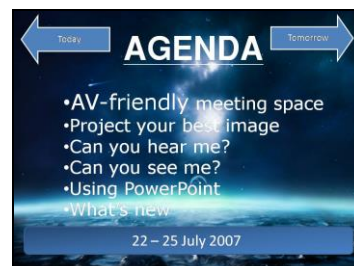 Today
AGENDA
Tomorrow
•AV-friendly meeting space
•Project your best image
•Can you hear me?
•Can you see me?
•Using PowerPoint
•What's new
22 – 25 July 2007